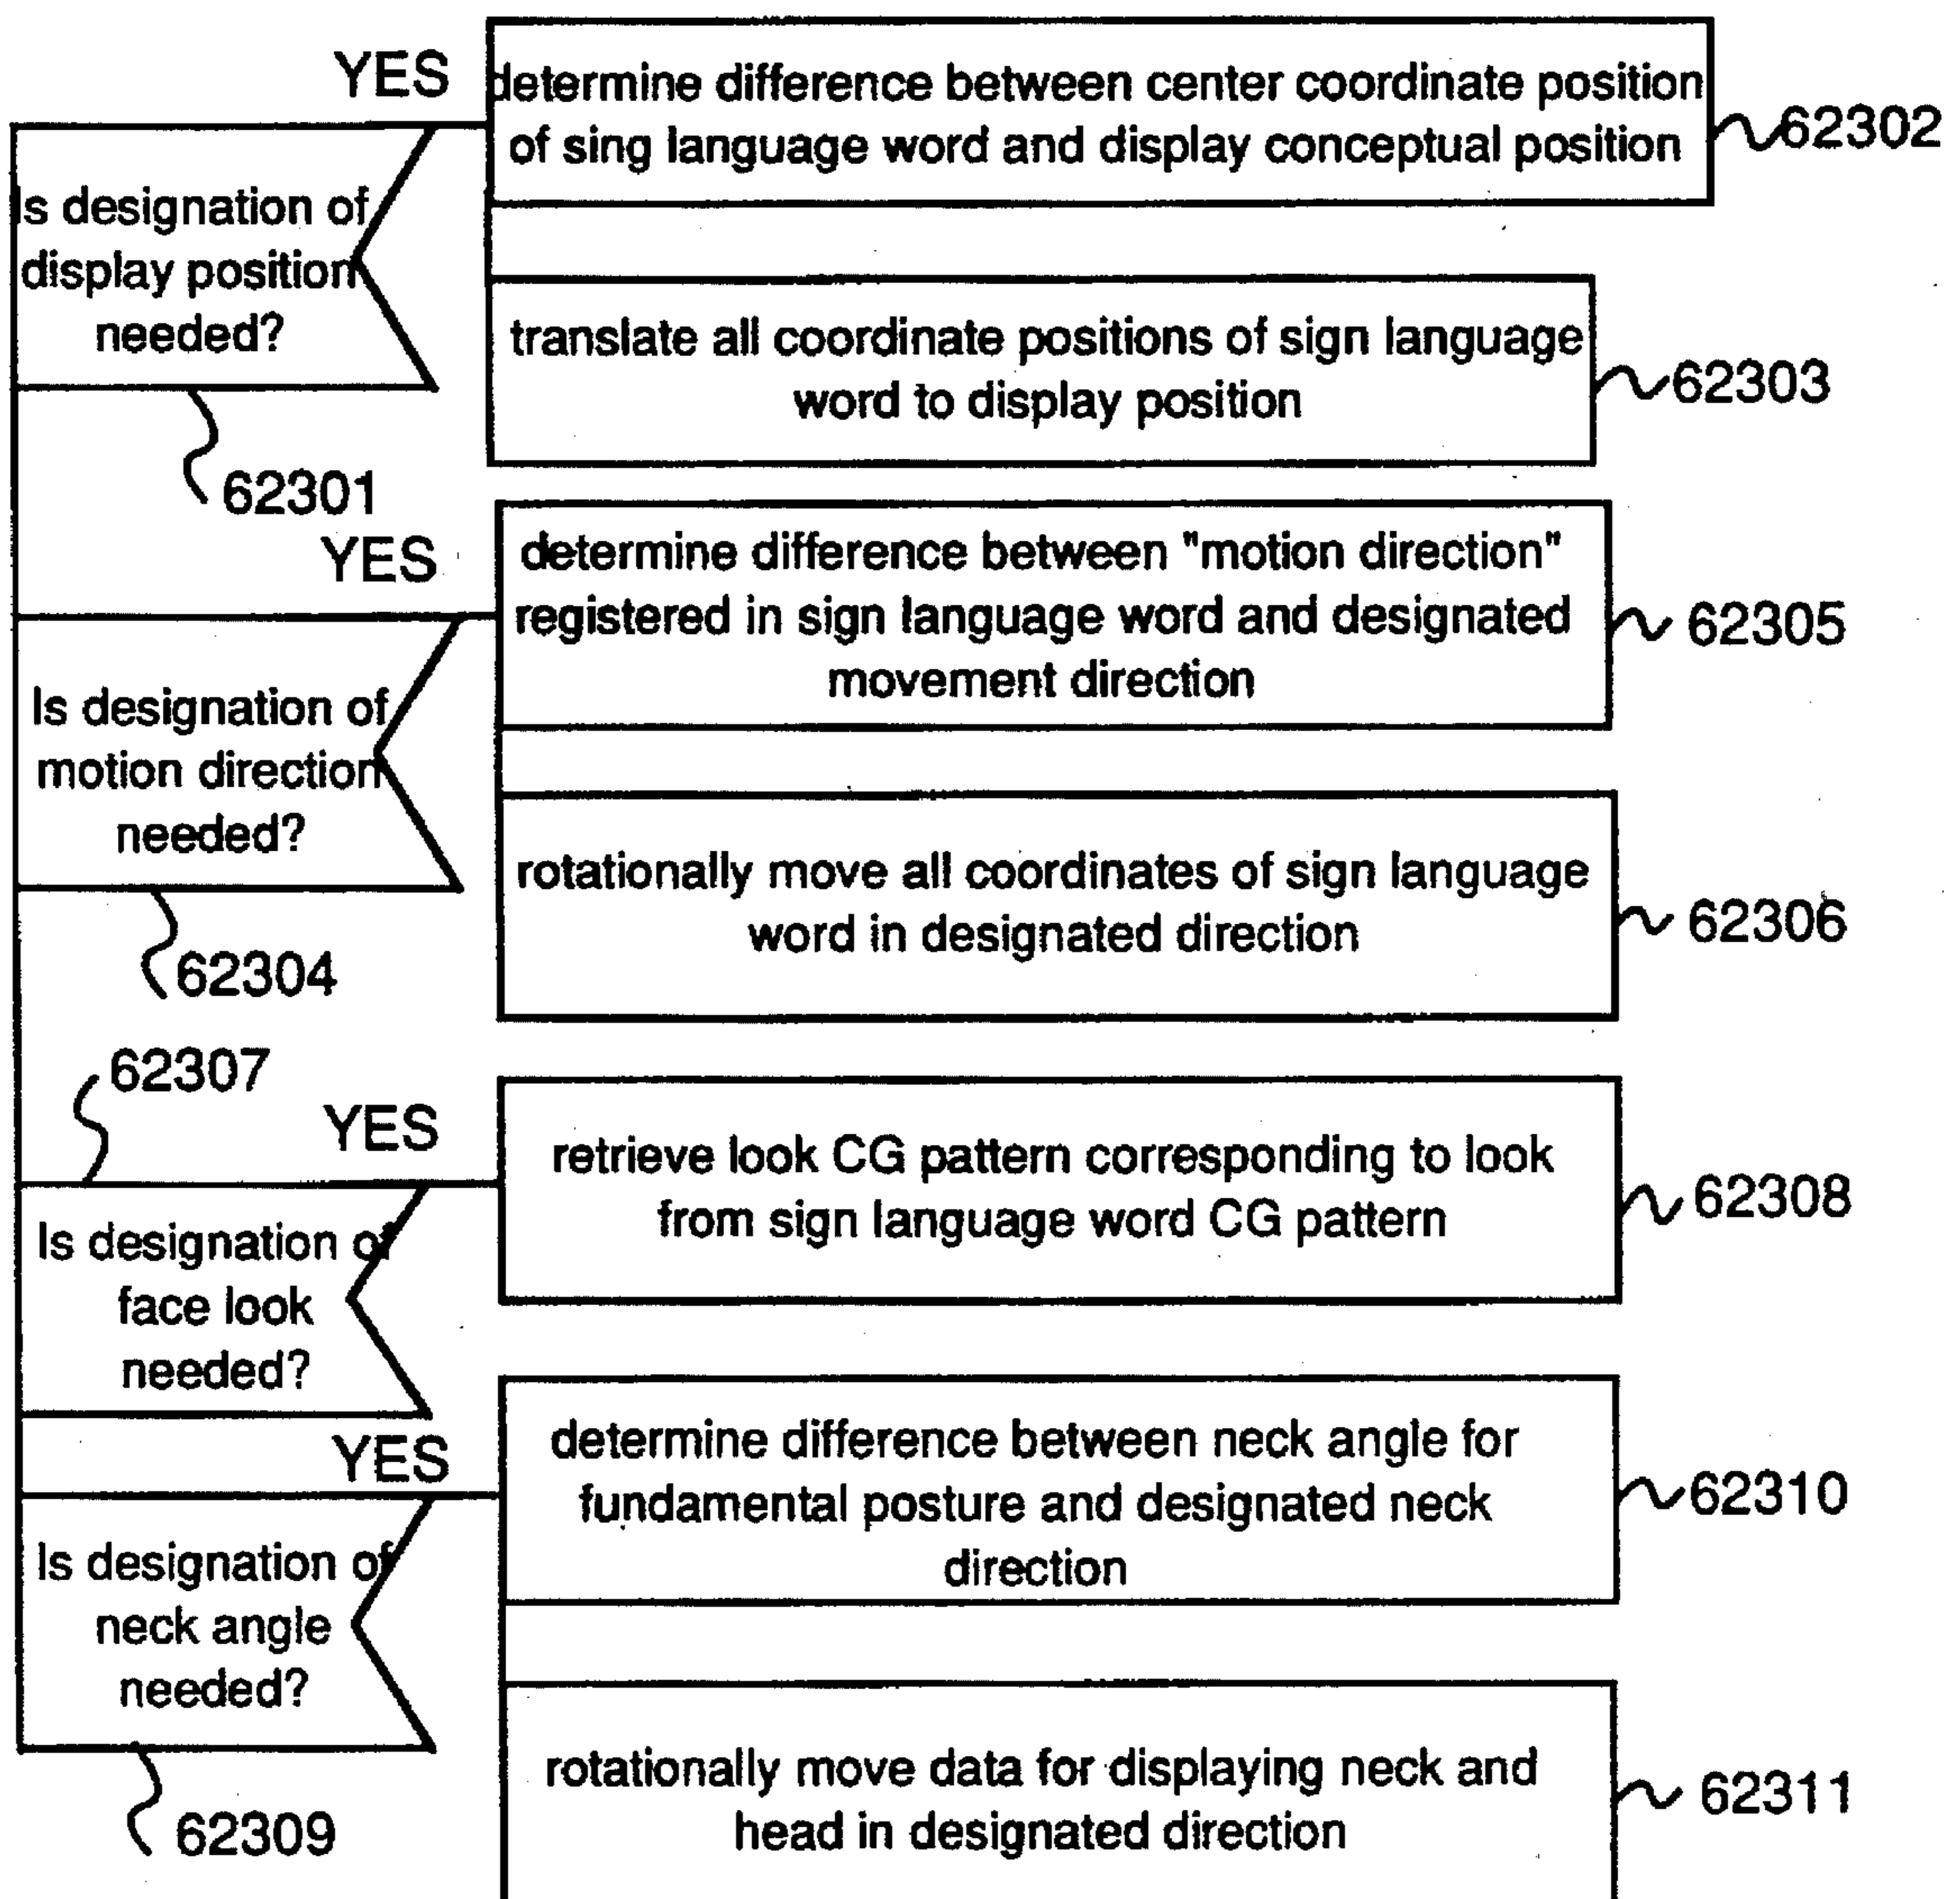 YES
determine difference between center coordinate position
of sing language word and display conceptual position
62302
Is designation of
display position
needed?
62301
translate all coordinate positions of sign language
word to display position
62303
YES
determine difference between "motion direction"
registered in sign language word and designated
movement direction
62305
Is designation of
motion direction
needed?
62304
rotationally move all coordinates of sign language
word in designated direction
62306
62307
YES
retrieve look CG pattern corresponding to look
from sign language word CG pattern
62308
Is designation of
face look
needed?
YES
determine difference between neck angle for
fundamental posture and designated neck
direction
62310
Is designation of
neck angle
needed?
62309
rotationally move data for displaying neck and
head in designated direction
62311